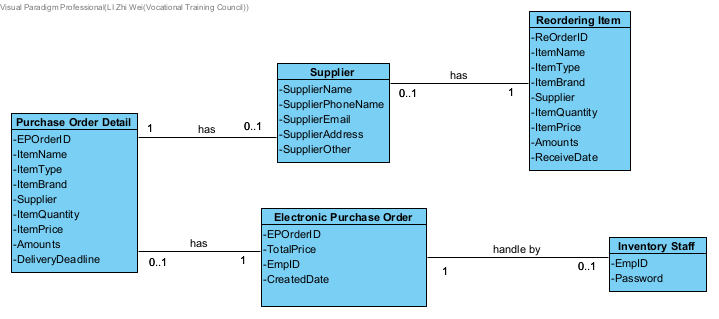 Visual Paradigm Professional(LI Zhi Wei(Vocational Training Council))
Reordering Item
-ReOrderID
-ItemName
-ItemType
-ItemBrand
-Supplier
-ItemQuantity
-ItemPrice
-Amounts
-ReceiveDate
Supplier
-SupplierName
-SupplierPhoneName
-SupplierEmail
-SupplierAddress
-SupplierOther
has
0..1
1
Purchase Order Detail
-EPOrderID
-ItemName
-ItemType
-ItemBrand
-Supplier
-ItemQuantity
-ItemPrice
-Amounts
-DeliveryDeadline
1
has
0..1
Electronic Purchase Order
-EPOrderID
-TotalPrice
-EmpID
-CreatedDate
has
0..1
1
handle by
1
0..1
Inventory Staff
-EmpID
-Password